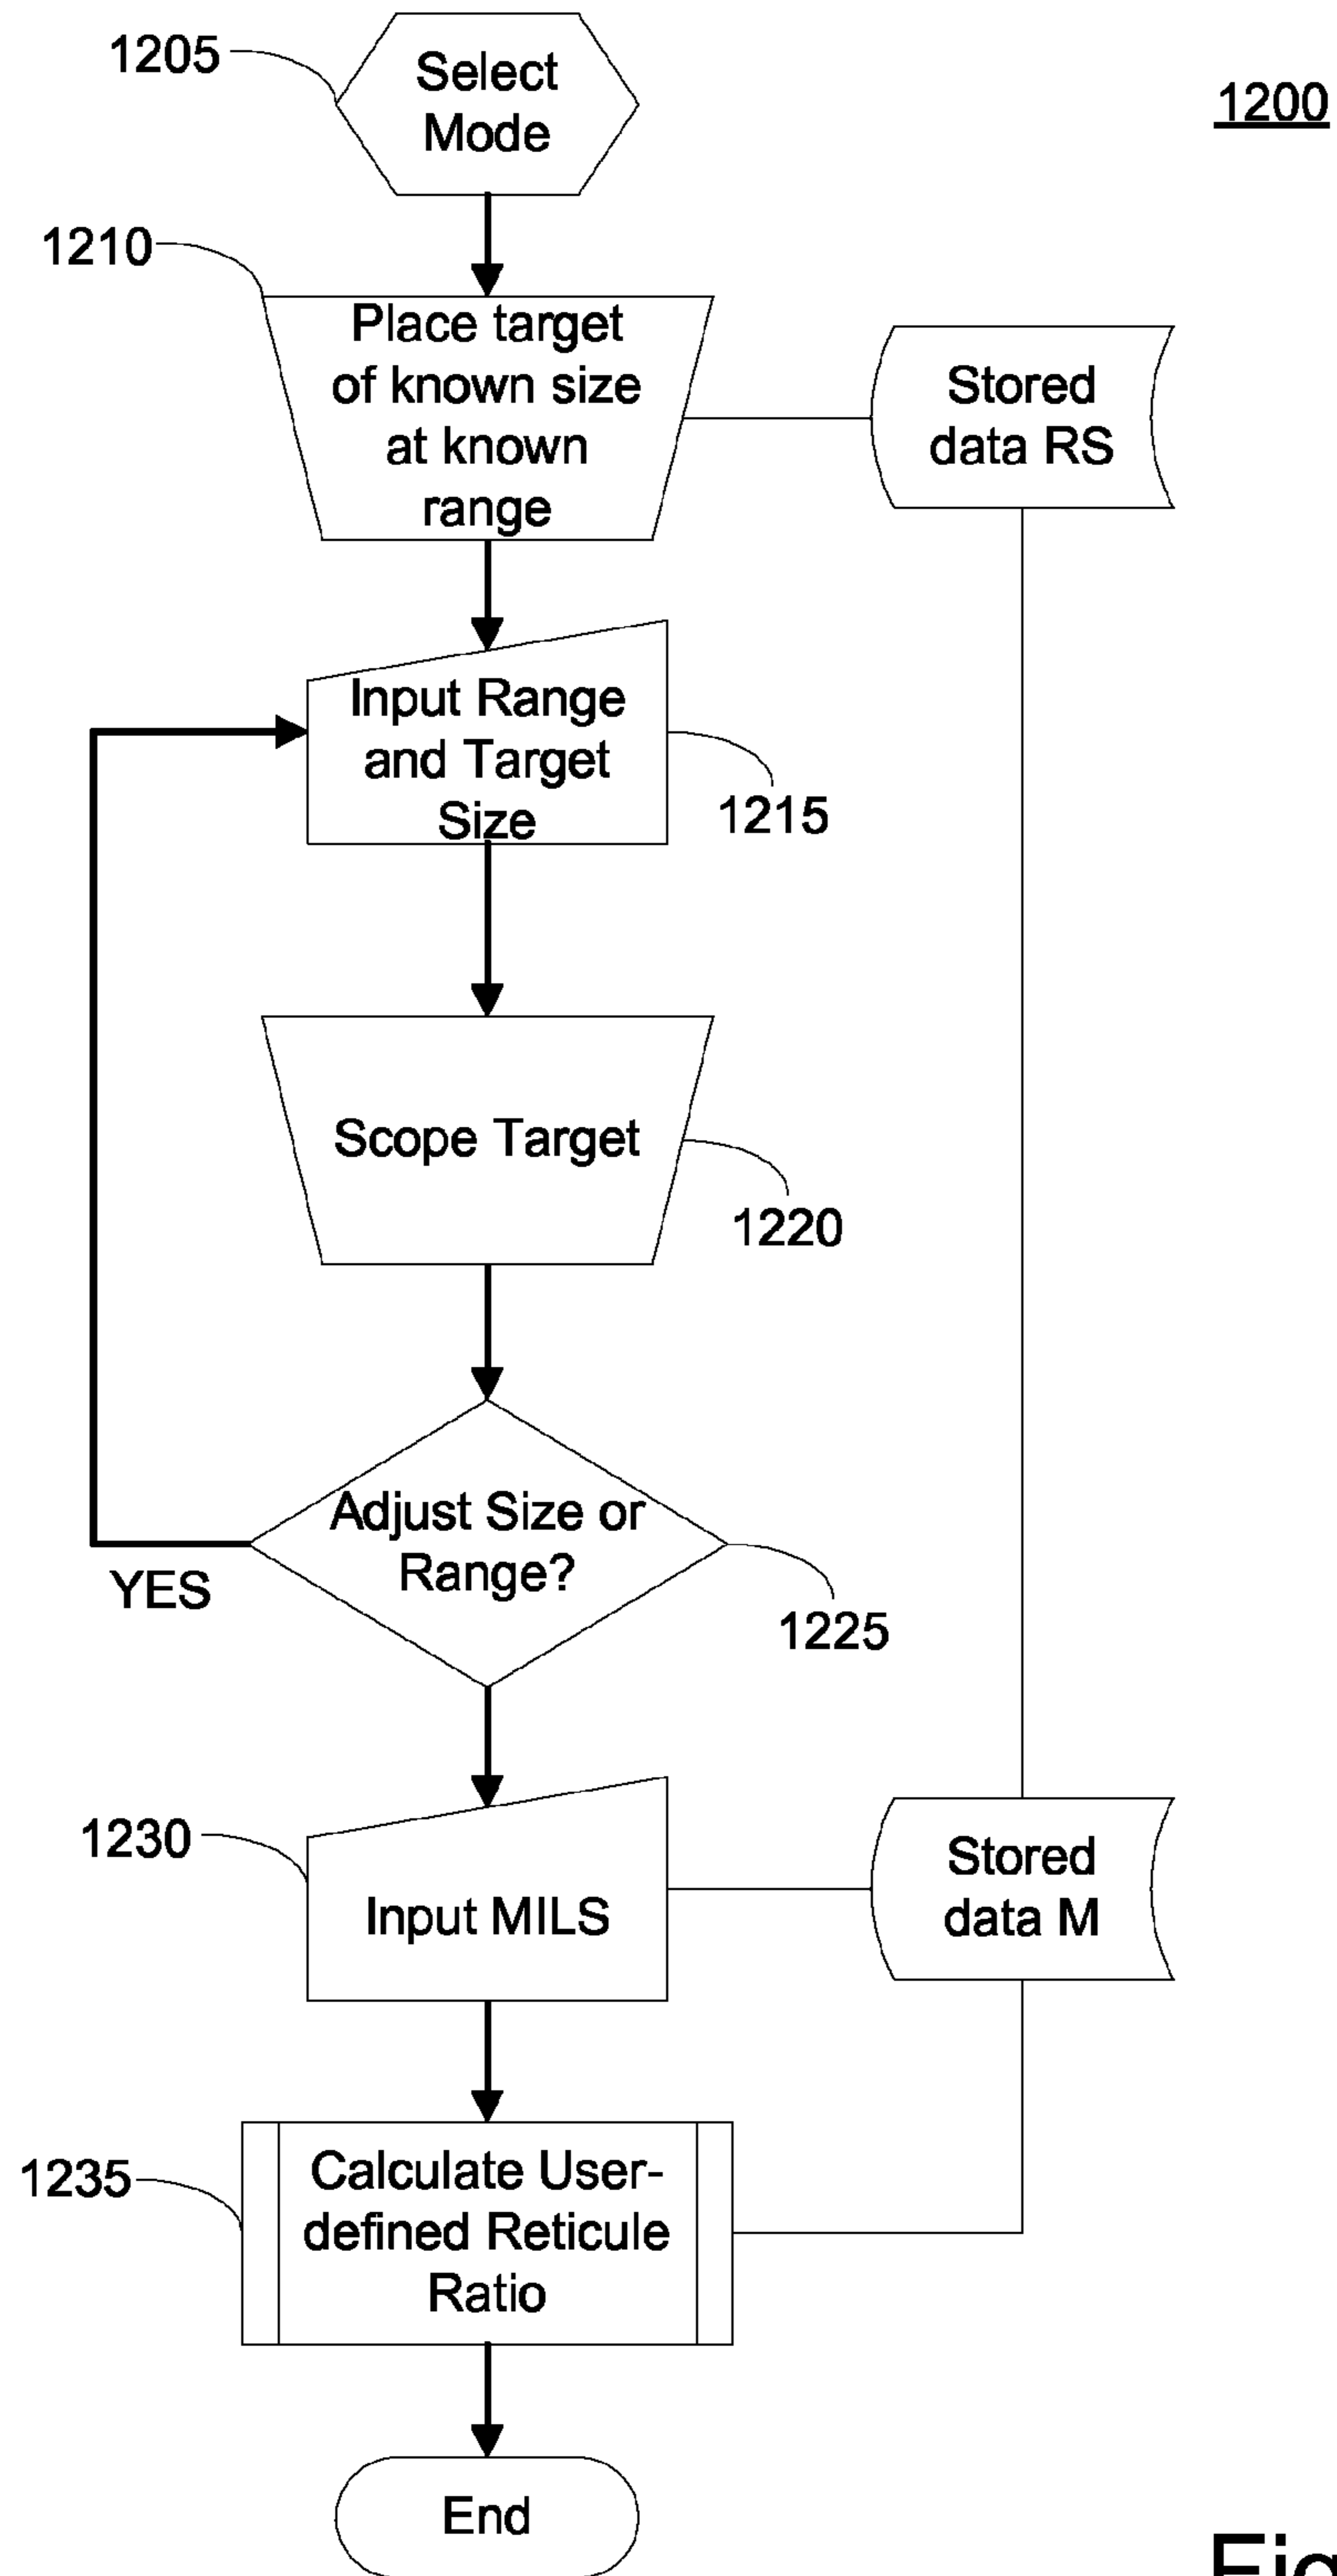 1205
Select
Mode
1200
1210
Place target
of known size
at known
range
Stored
data RS
Input Range
and Target
Size
1215
Scope Target
1220
Adjust Size or
Range?
YES
1225
1230
Input MILS
Stored
data M
1235
Calculate User-
defined Reticule
Ratio
End